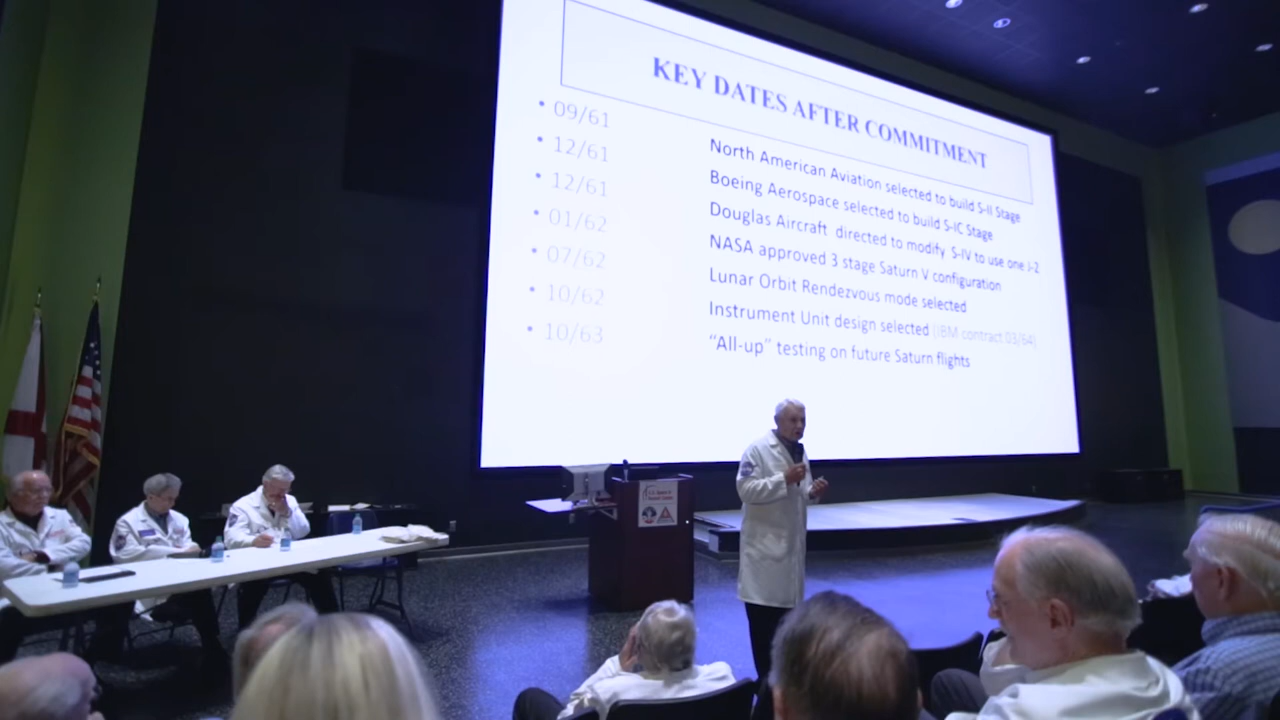 KEY DATES AFTER COMMITMENT
• 09/61 North American Aviation selected to build S-II Stage
• 12/61 Boeing Aerospace selected to build S-IC Stage
• 12/61 Douglas Aircraft directed to modify S-IV to use one J-2
• 01/62 NASA approved 3 stage Saturn V configuration
• 07/62 Lunar Orbit Rendezvous mode selected
• 10/62 Instrument Unit design selected (IBM contract 03/64)
• 10/63 "All-up" testing on future Saturn flights
U.S. Space &
Rocket Center